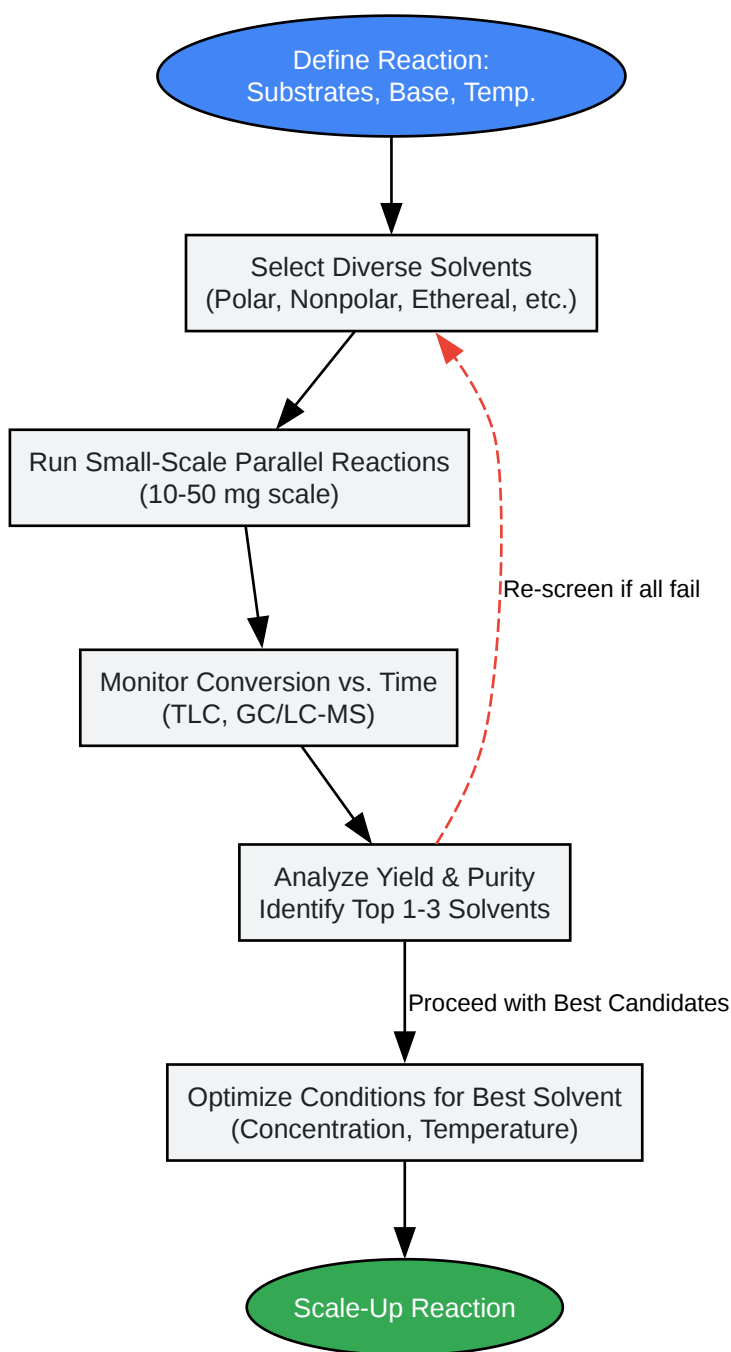 Define Reaction:
Substrates, Base, Temp.
Select Diverse Solvents
(Polar, Nonpolar, Ethereal, etc.)
Run Small-Scale Parallel Reactions
(10-50 mg scale)
Re-screen if all fail
Monitor Conversion vs. Time
(TLC, GC/LC-MS)
Analyze Yield & Purity
Identify Top 1-3 Solvents
Proceed with Best Candidates
Optimize Conditions for Best Solvent
(Concentration, Temperature)
Scale-Up Reaction